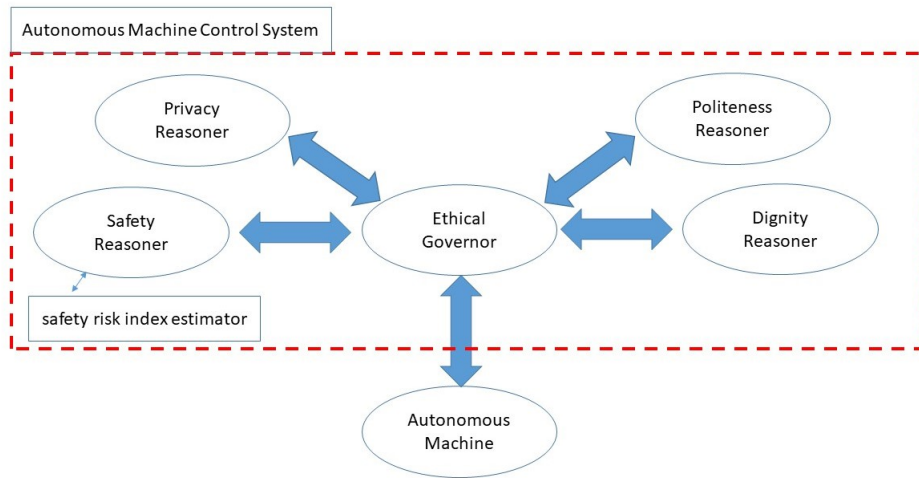 Autonomous Machine Control System
Privacy
Reasoner
Politeness
Reasoner
Safety
Reasoner
Ethical
Governor
Dignity
Reasoner
safety risk index estimator
Autonomous
Machine